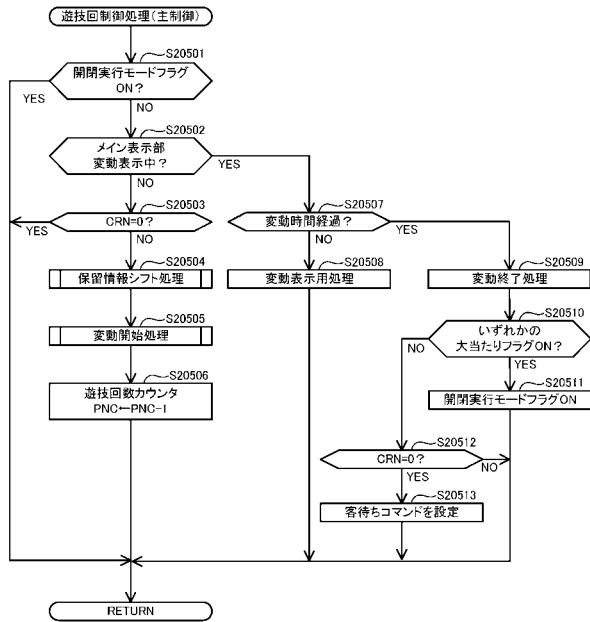 遊技回制御処理(主制御)
S20501
開閉実行モードフラグ
ON?
YES
NO
S20502
メイン表示部
変動表示中?
YES
NO
S20503
CRN=0?
YES
NO
S20504
保留情報シフト処理
S20505
変動開始処理
S20506
遊技回数カウンタ
PNC←PNC-1
S20507
変動時間経過?
YES
NO
S20508
変動表示用処理
S20509
変動終了処理
S20510
いずれかの
大当たりフラグON?
NO
YES
S20511
開閉実行モードフラグON
S20512
CRN=0?
NO
YES
S20513
客待ちコマンドを設定
RETURN